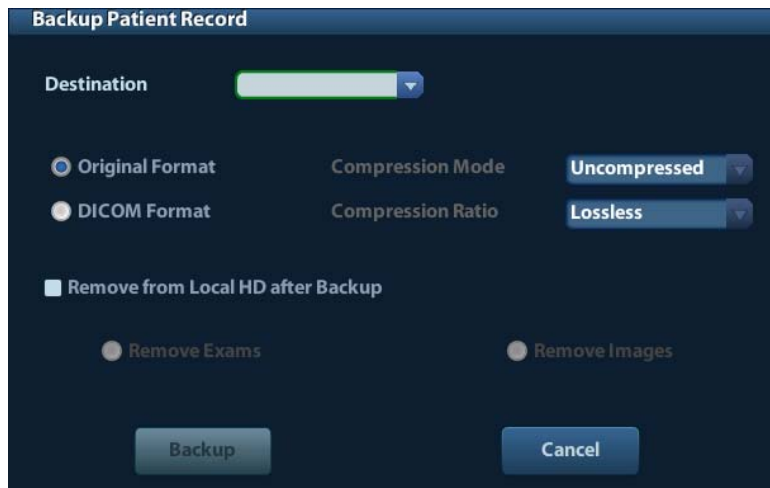 Backup Patient Record
Destination
Original Format Compression Mode Uncompressed
DICOM Format Compression Ratio Lossless
Remove from Local HD after Backup
Remove Exams Remove Images
Backup Cancel